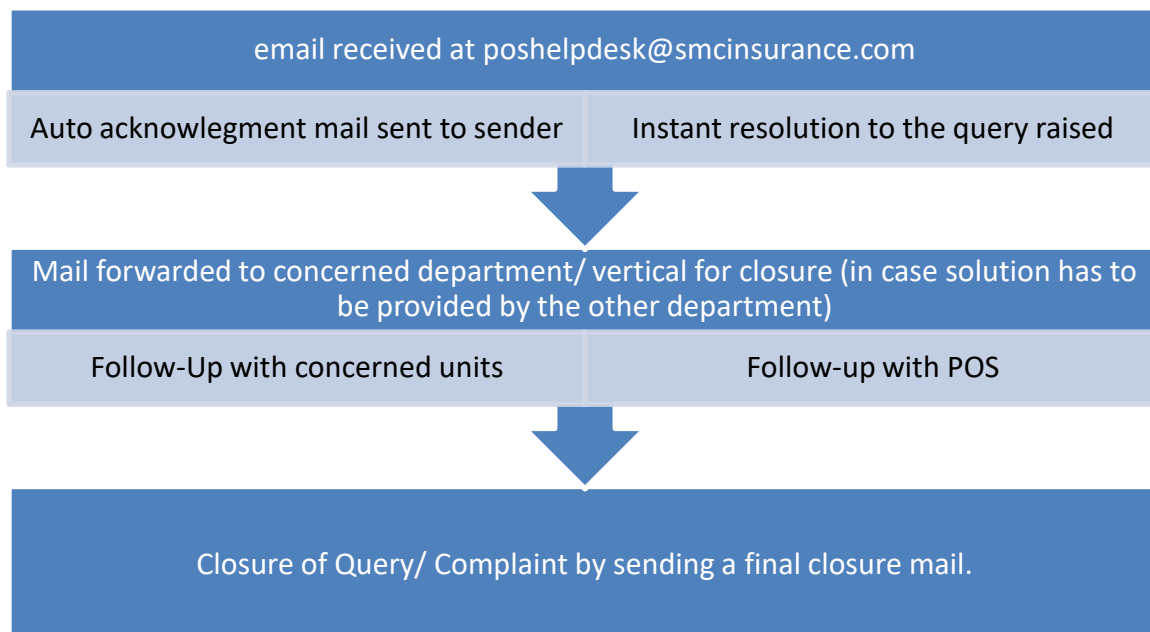 email received at poshelpdesk@smcinsurance.com
Auto acknowlegment mail sent to sender
Instant resolution to the query raised
Mail forwarded to concerned department/ vertical for closure (in case solution has to
be provided by the other department)
Follow-Up with concerned units
Follow-up with POS
Closure of Query/ Complaint by sending a final closure mail.